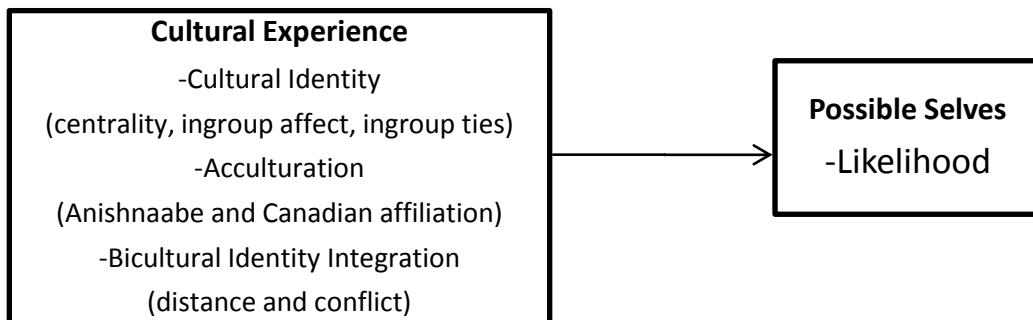 Cultural Experience
-Cultural Identity
(centrality, ingroup affect, ingroup ties)
-Acculturation
(Anishnaabe and Canadian affiliation)
-Bicultural Identity Integration
(distance and conflict)
Possible Selves
-Likelihood